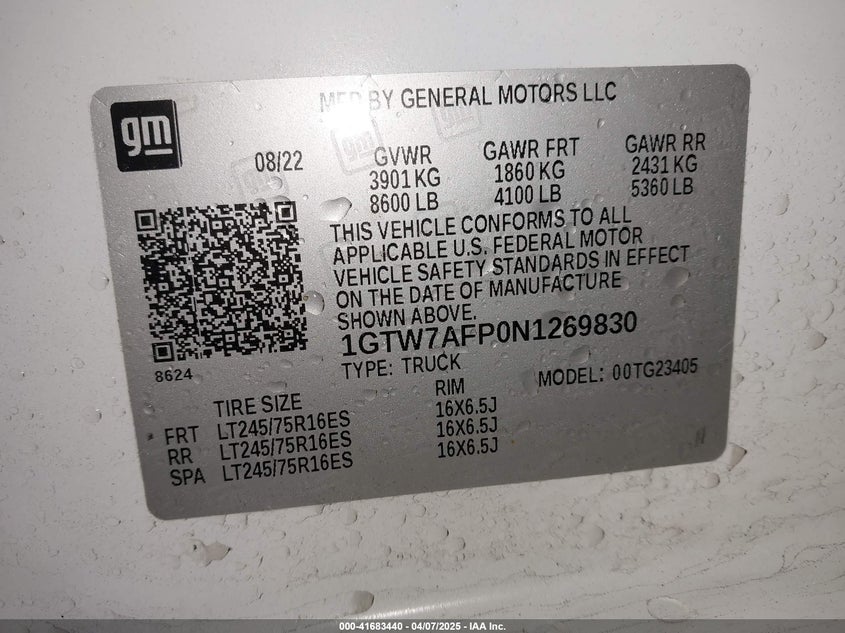 MFD BY GENERAL MOTORS LLC
gm
08/22
GVWR GAWR FRT GAWR RR
3901 KG 1860 KG 2431 KG
8600 LB 4100 LB 5360 LB
THIS VEHICLE CONFORMS TO ALL
APPLICABLE U.S. FEDERAL MOTOR
VEHICLE SAFETY STANDARDS IN EFFECT
ON THE DATE OF MANUFACTURE
SHOWN ABOVE.
1GTW7AFP0N1269830
8624
TYPE: TRUCK MODEL: 00TG23405
TIRE SIZE RIM
FRT LT245/75R16ES 16X6.5J
RR LT245/75R16ES 16X6.5J
SPA LT245/75R16ES 16X6.5J
000-41683440 - 04/07/2025 - IAA Inc.